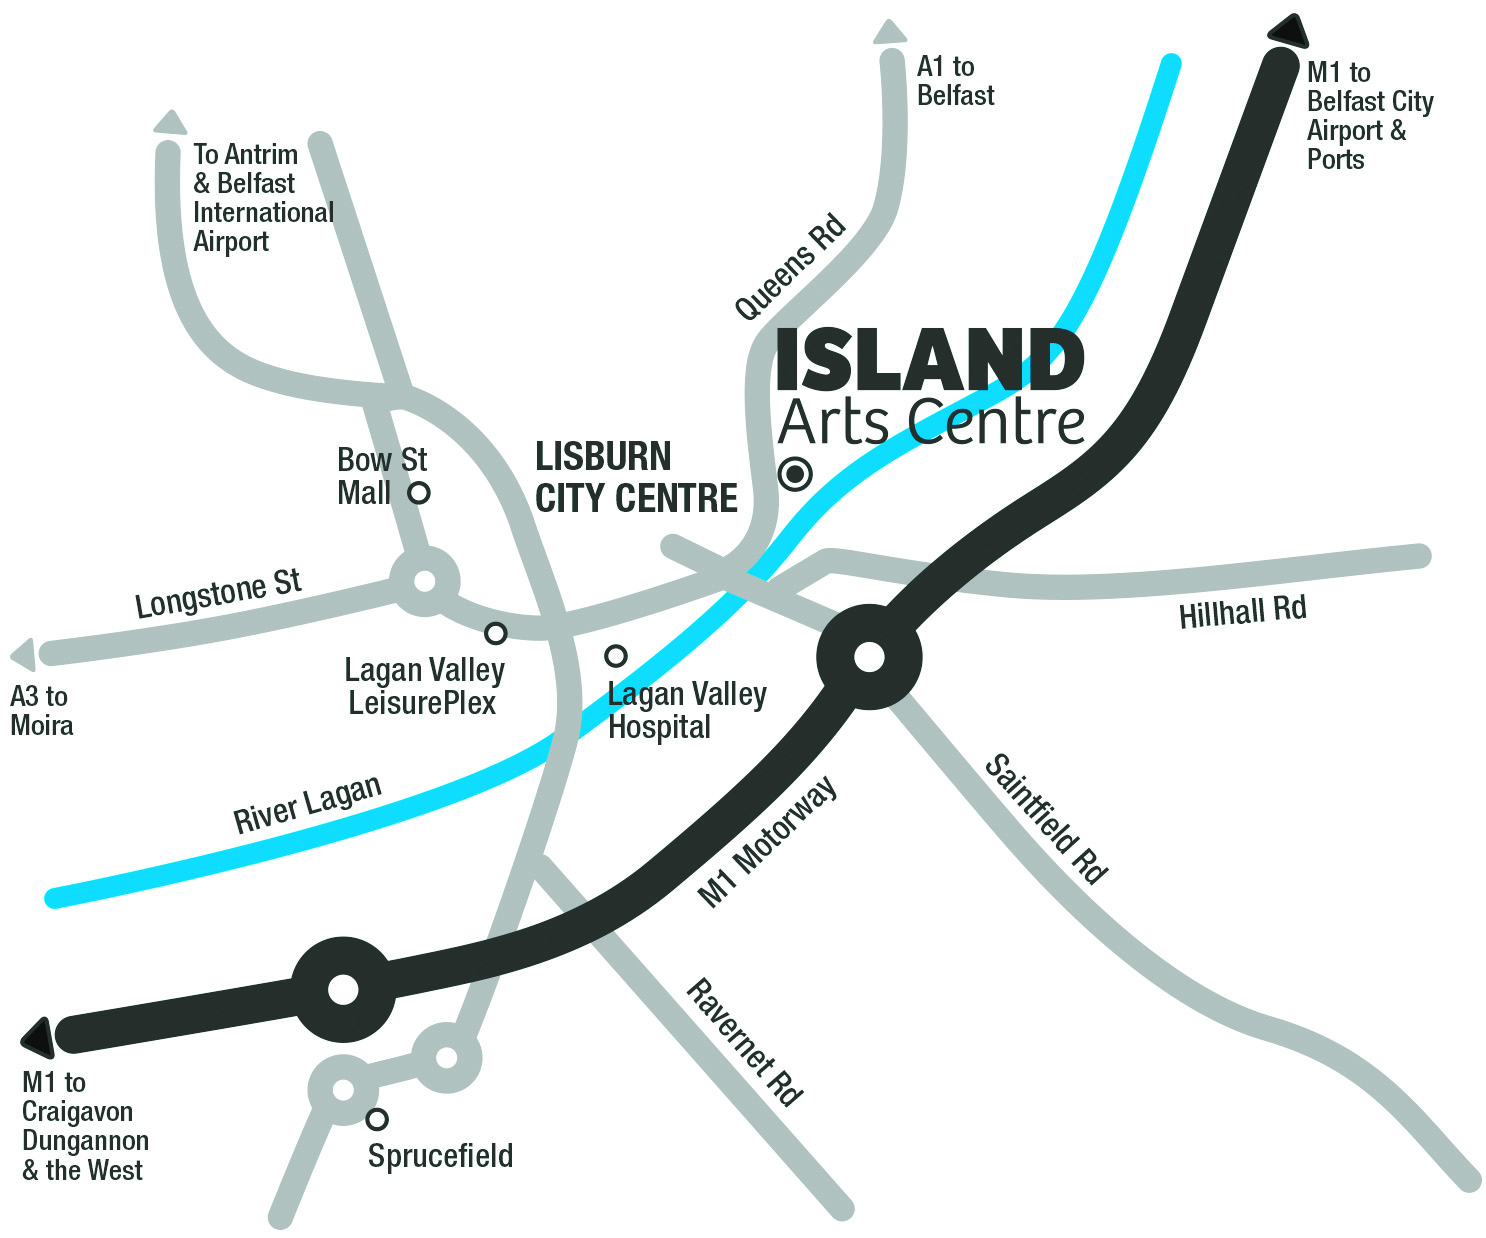 A1 to
Belfast
M1 to
Belfast City
Airport &
Ports
To Antrim
& Belfast
International
Airport
Queens Rd
ISLAND
Arts Centre
Bow St
Mall
LISBURN
CITY CENTRE
Longstone St
Hillhall Rd
A3 to
Moira
Lagan Valley
LeisurePlex
Lagan Valley
Hospital
River Lagan
M1 Motorway
Saintfield Rd
Ravernet Rd
M1 to
Craigavon
Dungannon
& the West
Sprucefield